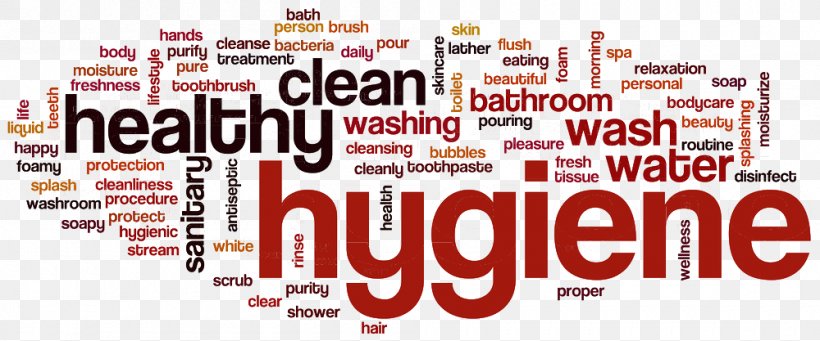 bath
person brush
hands
cleanse bacteria daily pour
skin
lather flush
body purify treatment
skincare
eating
foam
morning
spa
moisture pure
lifestyle
toothbrush
clean
toilet
beautiful
relaxation
personal soap
freshness
life
teeth
liquid
healthy
washing
bathroom
pouring
wash
bodycare
beauty
splashing
moisturize
happy
cleansing bubbles
pleasure
routine
foamy protection
sanitary
antiseptic
cleanly toothpaste
fresh
tissue
water
disinfect
splash cleanliness
washroom procedure
health
hygiene
soapy protect
hygienic
stream
white
rinse
wellness
scrub
purity
clear
shower
proper
hair